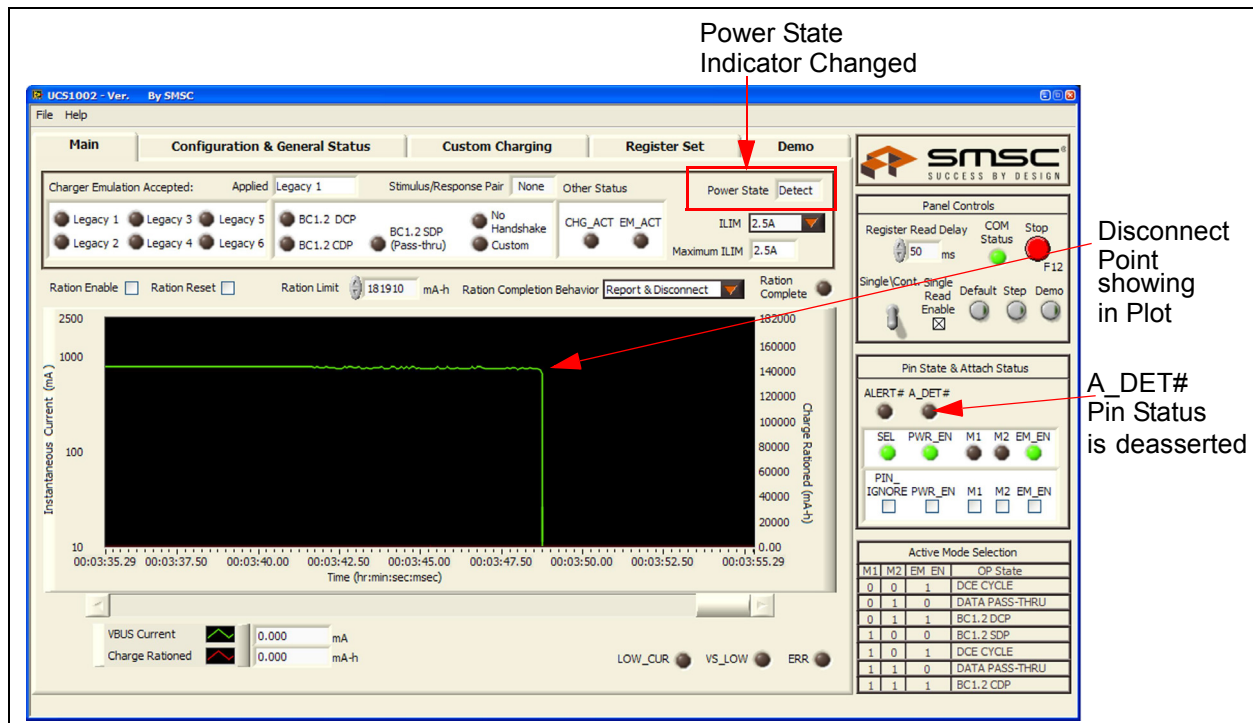 Power State
Indicator Changed
UCS1002 - Ver. By SMSC
File Help
Main Configuration & General Status Custom Charging Register Set Demo
Charger Emulation Accepted: Applied Legacy 1 Stimulus/Response Pair None Other Status Power State Detect
Legacy 1 Legacy 3 Legacy 5 BC1.2 DCP No Handshake CHG_ACT EM_ACT ILIM 2.5A
Legacy 2 Legacy 4 Legacy 6 BC1.2 CDP BC1.2 SDP (Pass-thru) Custom Maximum ILIM 2.5A
Ration Enable Ration Reset Ration Limit 181910 mA-h Ration Completion Behavior Report & Disconnect Ration Complete
Instantaneous Current (mA)
2500
1000
100
10
182000
160000
140000
120000
100000
80000
60000
40000
20000
0.00
Charge Rationed (mA-h)
00:03:35.29 00:03:37.50 00:03:40.00 00:03:42.50 00:03:45.00 00:03:47.50 00:03:50.00 00:03:52.50 00:03:55.29
Time (hr:min:sec:msec)
VBUS Current 0.000 mA
Charge Rationed 0.000 mA-h
LOW_CUR VS_LOW ERR
smsc®
SUCCESS BY DESIGN
Panel Controls
Register Read Delay 50 ms COM Status Stop
F12
Single\Cont. Single Read Enable Default Step Demo
Pin State & Attach Status
ALERT# A_DET#
SEL PWR_EN M1 M2 EM_EN
PIN_IGNORE PWR_EN M1 M2 EM_EN
Active Mode Selection
M1 M2 EM EN OP State
0 0 1 DCE CYCLE
0 1 0 DATA PASS-THRU
0 1 1 BC1.2 DCP
1 0 0 BC1.2 SDP
1 0 1 DCE CYCLE
1 1 0 DATA PASS-THRU
1 1 1 BC1.2 CDP
Disconnect
Point
showing
in Plot
A_DET#
Pin Status
is deasserted